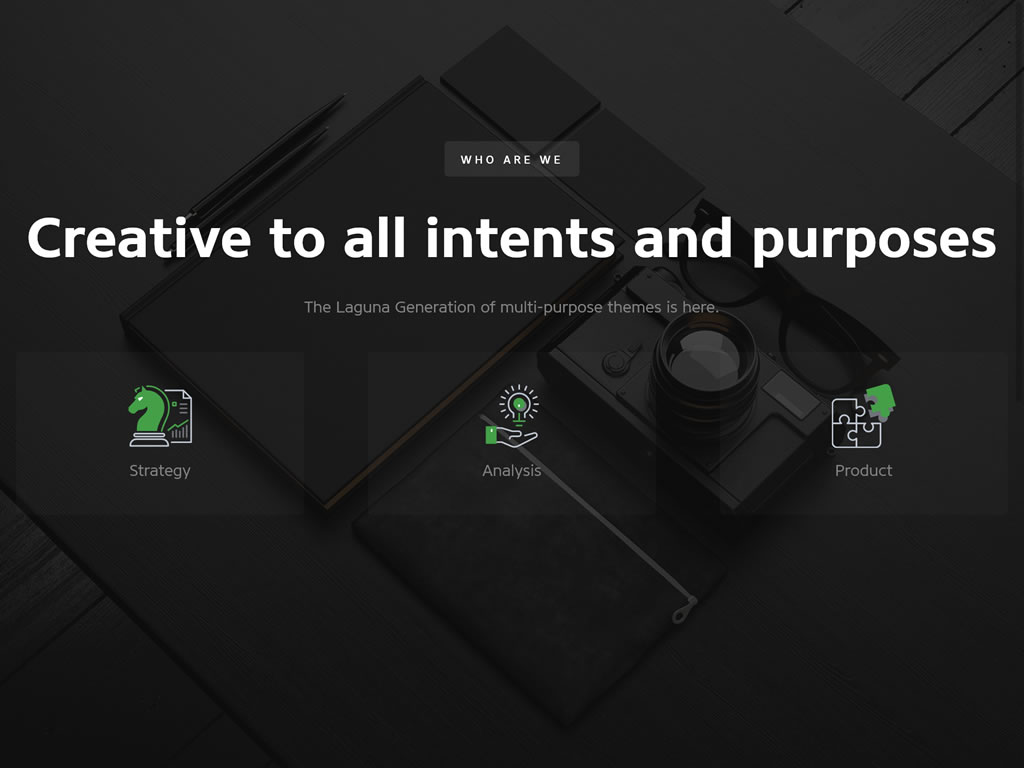 WHO ARE WE
Creative to all intents and purposes
The Laguna Generation of multi-purpose themes is here.
Strategy
Analysis
Product